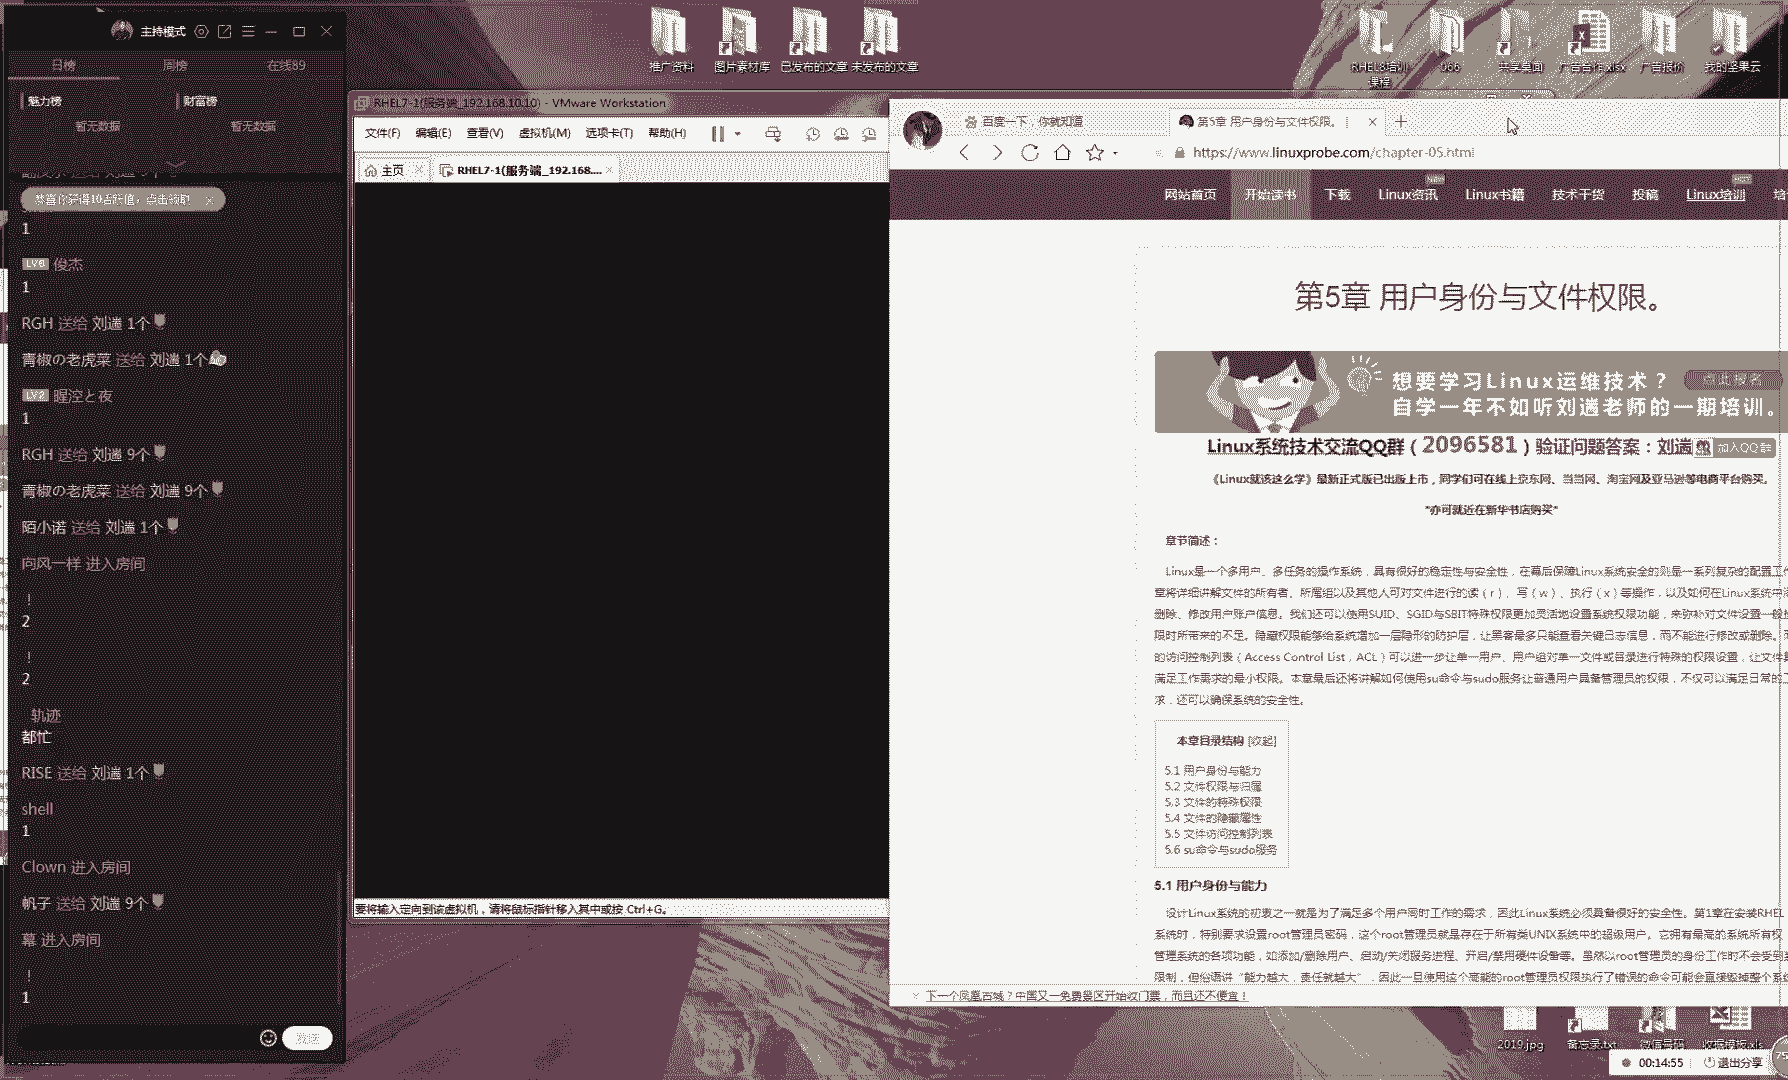 主持模式
日榜 周榜 在线89
魅力榜 财富榜
暂无数据 暂无数据
恭喜你获得10活跃值，点击领取
1
LV6 俊杰
1
RGH 送给 刘遄 1个
青椒の老虎菜 送给 刘遄 1个
LV2
1
RGH 送给 刘遄 9个
青椒の老虎菜 送给 刘遄 9个
陌小诺 送给 刘遄 1个
向风一样 进入房间
！
2
！
2
轨迹
都忙
RISE 送给 刘遄 1个
shell
1
Clown 进入房间
帆子 送给 刘遄 9个
幕 进入房间
！
1
发送
推广资料 图片素材库 已发布的文章 未发布的文章
RHEL8培训课程 066 共享桌面 广告合作.xlsx 广告报价 我的坚果云
RHEL7-1(服务端_192.168.10.10) - VMware Workstation
文件(F) 编辑(E) 查看(V) 虚拟机(M) 选项卡(T) 帮助(H)
主页 RHEL7-1(服务端_192.168....
要将输入定向到该虚拟机，请将鼠标指针移入其中或按 Ctrl+G。
百度一下，你就知道 第5章 用户身份与文件权限。
https://www.linuxprobe.com/chapter-05.html
网站首页 开始读书 下载 Linux资讯 Linux书籍 技术干货 投稿 Linux培训
第5章 用户身份与文件权限。
想要学习Linux运维技术？ 点此报名
自学一年不如听刘遄老师的一期培训。
Linux系统技术交流QQ群（2096581）验证问题答案：刘遄 加入QQ群
《Linux就该这么学》最新正式版已出版上市，同学们可在线上京东网、当当网、淘宝网及亚马逊等电商平台购买。
"亦可就近在新华书店购买"
章节简述：
Linux是一个多用户、多任务的操作系统，具有很好的稳定性与安全性，在幕后保障Linux系统安全的则是一系列复杂的配置工
章将详细讲解文件的所有者、所属组以及其他人可对文件进行的读（r）、写（w）、执行（x）等操作，以及如何在Linux系统中
删除、修改用户账户信息。我们还可以使用SUID、SGID与SBIT特殊权限更加灵活地设置系统权限功能，来弥补对文件设置一般
限时所带来的不足。隐藏权限能够给系统增加一层隐形的防护层，让黑客最多只能查看关键日志信息，而不能进行修改或删除。
的访问控制列表（Access Control List，ACL）可以进一步让单一用户、用户组对单一文件或目录进行特殊的权限设置，让文件
满足工作需求的最小权限。本章最后还将讲解如何使用su命令与sudo服务让普通用户具备管理员的权限，不仅可以满足日常的
求，还可以确保系统的安全性。
本章目录结构 [收起]
5.1 用户身份与能力
5.2 文件权限与归属
5.3 文件的特殊权限
5.4 文件的隐藏属性
5.5 文件访问控制列表
5.6 su命令与sudo服务
5.1 用户身份与能力
设计Linux系统的初衷之一就是为了满足多个用户同时工作的需求，因此Linux系统必须具备很好的安全性。第1章在安装RHEL
系统时，特别要求设置root管理员密码，这个root管理员就是存在于所有类UNIX系统中的超级用户。它拥有最高的系统所有权
管理系统的各项功能，如添加/删除用户、启动/关闭服务进程、开启/禁用硬件设备等。虽然以root管理员的身份工作时不会受到
限制，但俗语讲“能力越大，责任就越大”，因此一旦使用这个高能的root管理员权限执行了错误的命令可能会直接毁掉整个
下一个凤凰古城？中国又一免费景区开始收门票，而且还不便宜！
2019.jpg 备忘录.txt 微信号码 收据模板.xls
00:14:55 退出分享